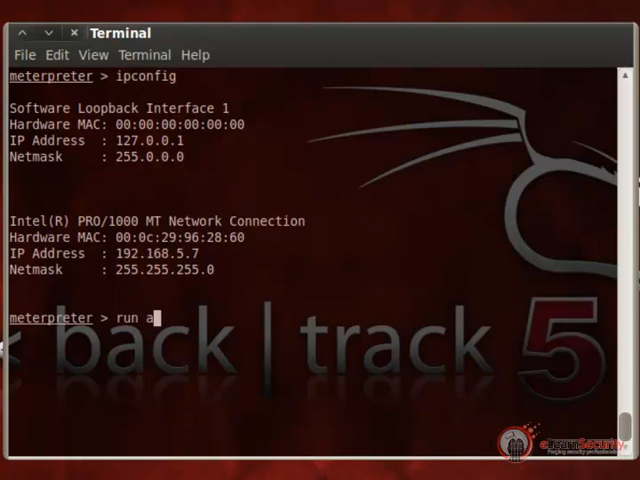 Terminal
File Edit View Terminal Help
meterpreter > ipconfig
Software Loopback Interface 1
Hardware MAC: 00:00:00:00:00:00
IP Address  : 127.0.0.1
Netmask     : 255.0.0.0
Intel(R) PRO/1000 MT Network Connection
Hardware MAC: 00:0c:29:96:28:60
IP Address  : 192.168.5.7
Netmask     : 255.255.255.0
meterpreter > run a
<< back | track 5
eLearnSecurity
Forging security professionals